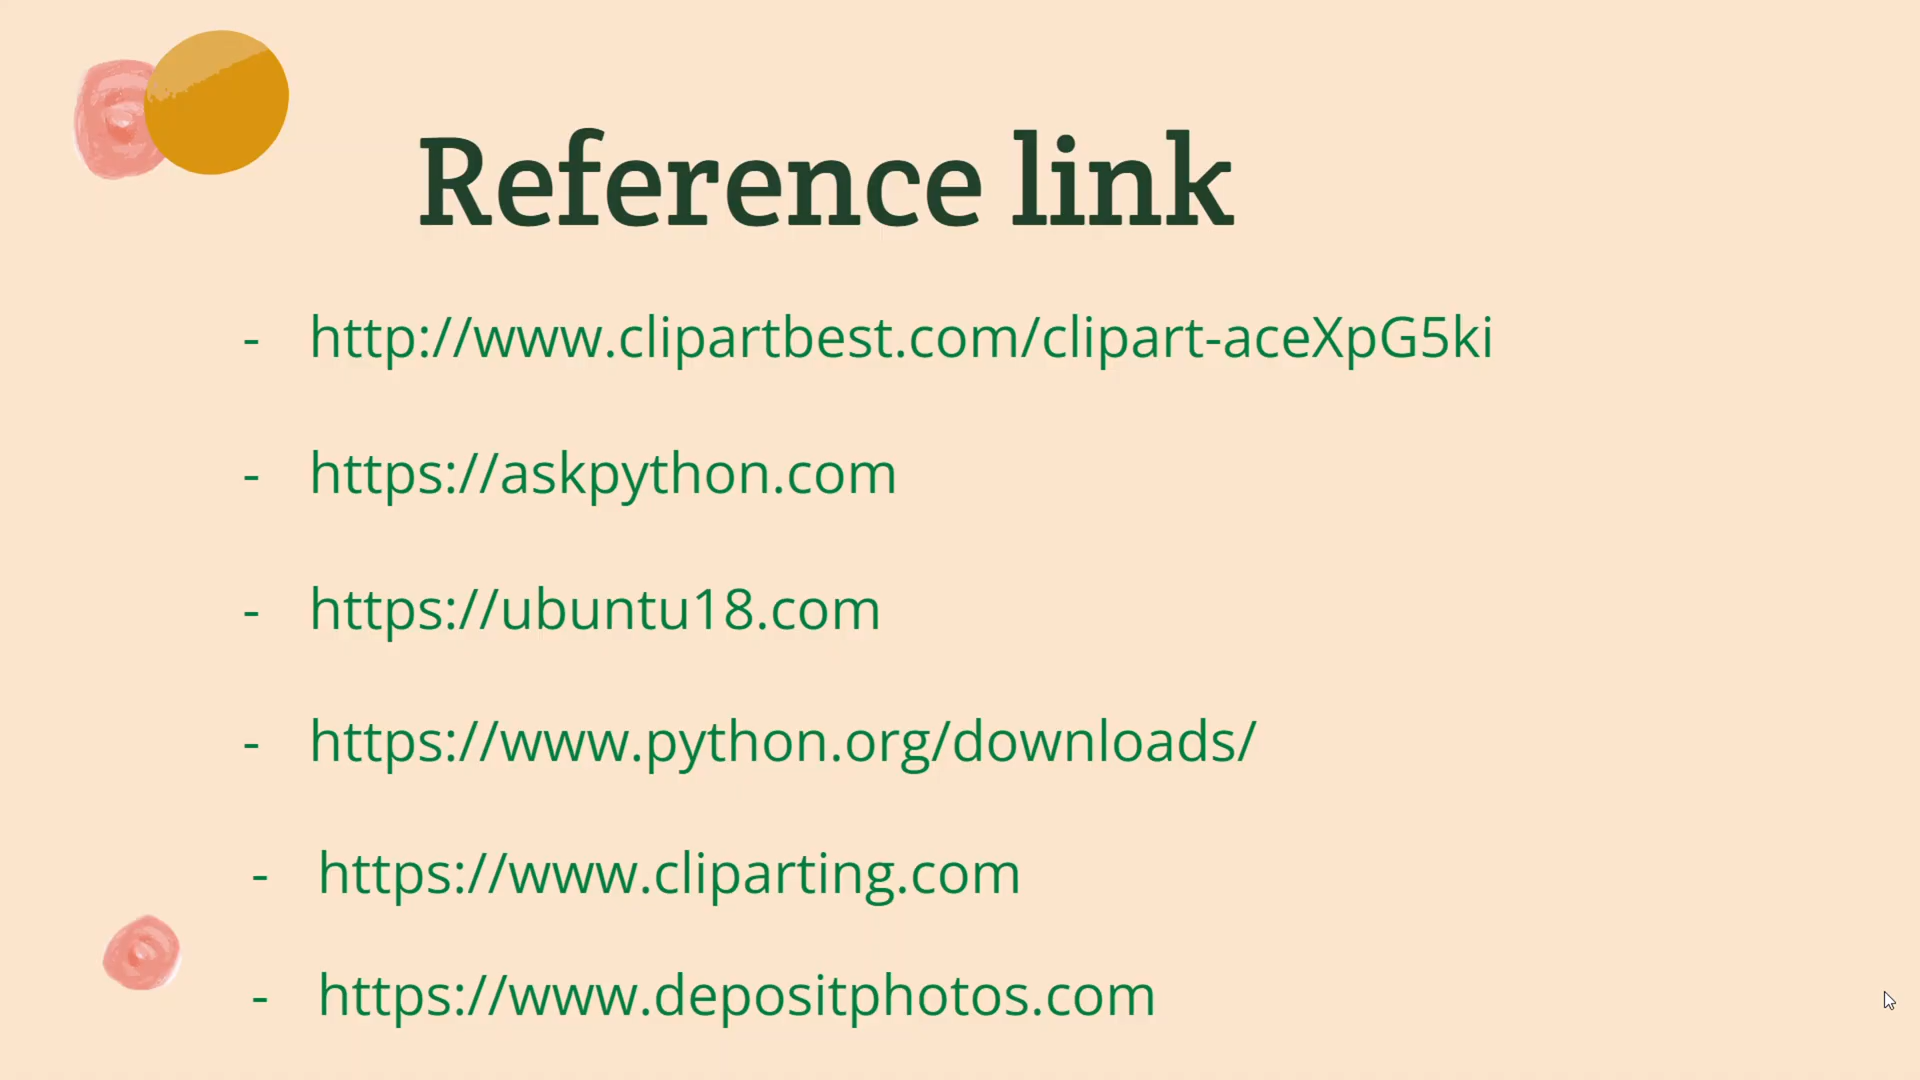 Reference link
- http://www.clipartbest.com/clipart-aceXpG5ki
- https://askpython.com
- https://ubuntu18.com
- https://www.python.org/downloads/
- https://www.cliparting.com
- https://www.depositphotos.com